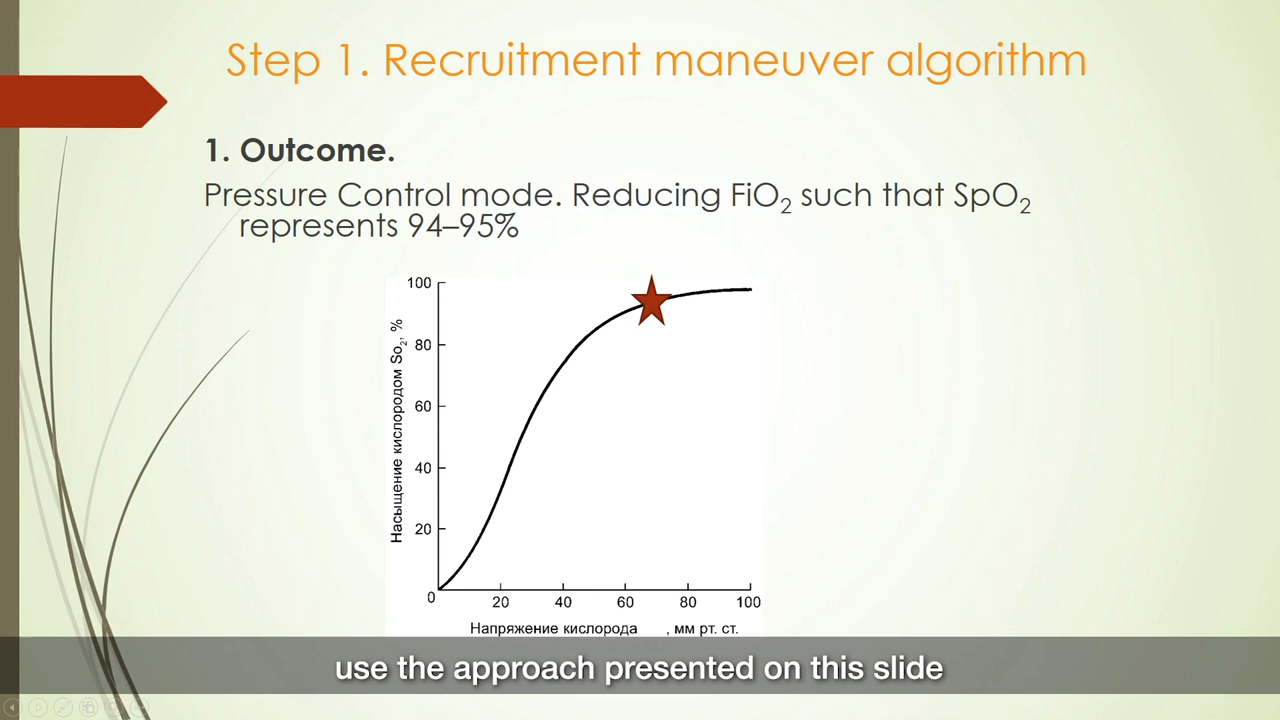 Step 1. Recruitment maneuver algorithm
1. Outcome.
Pressure Control mode. Reducing FiO₂ such that SpO₂
represents 94–95%
Насыщение кислородом So₂, %
100
80
60
40
20
0
20 40 60 80 100
Напряжение кислорода , мм рт. ст.
use the approach presented on this slide